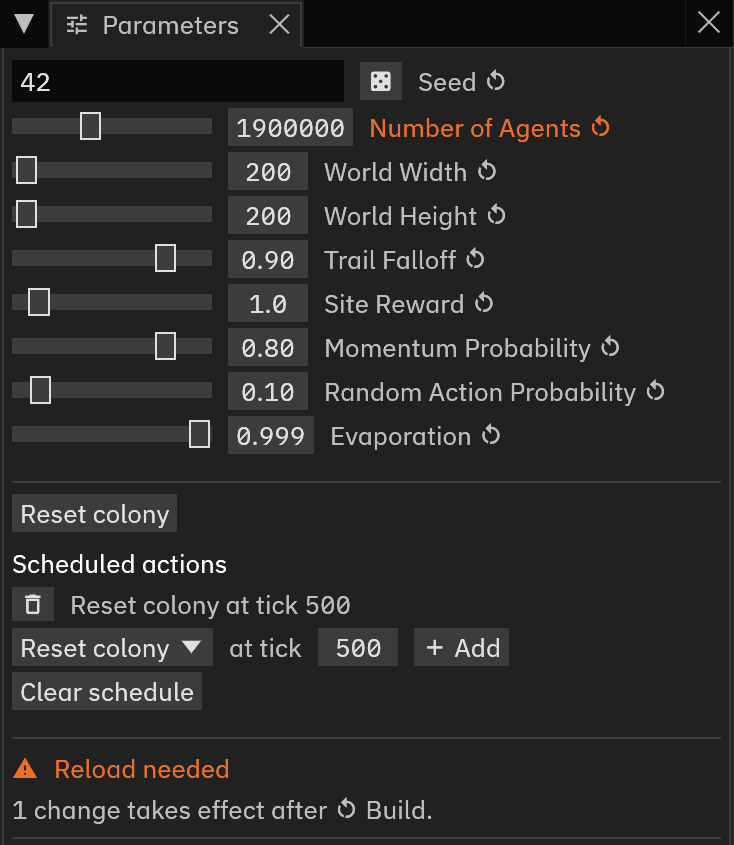 Parameters
42 Seed
1900000 Number of Agents
200 World Width
200 World Height
0.90 Trail Falloff
1.0 Site Reward
0.80 Momentum Probability
0.10 Random Action Probability
0.999 Evaporation
Reset colony
Scheduled actions
Reset colony at tick 500
Reset colony at tick 500 + Add
Clear schedule
Reload needed
1 change takes effect after Build.